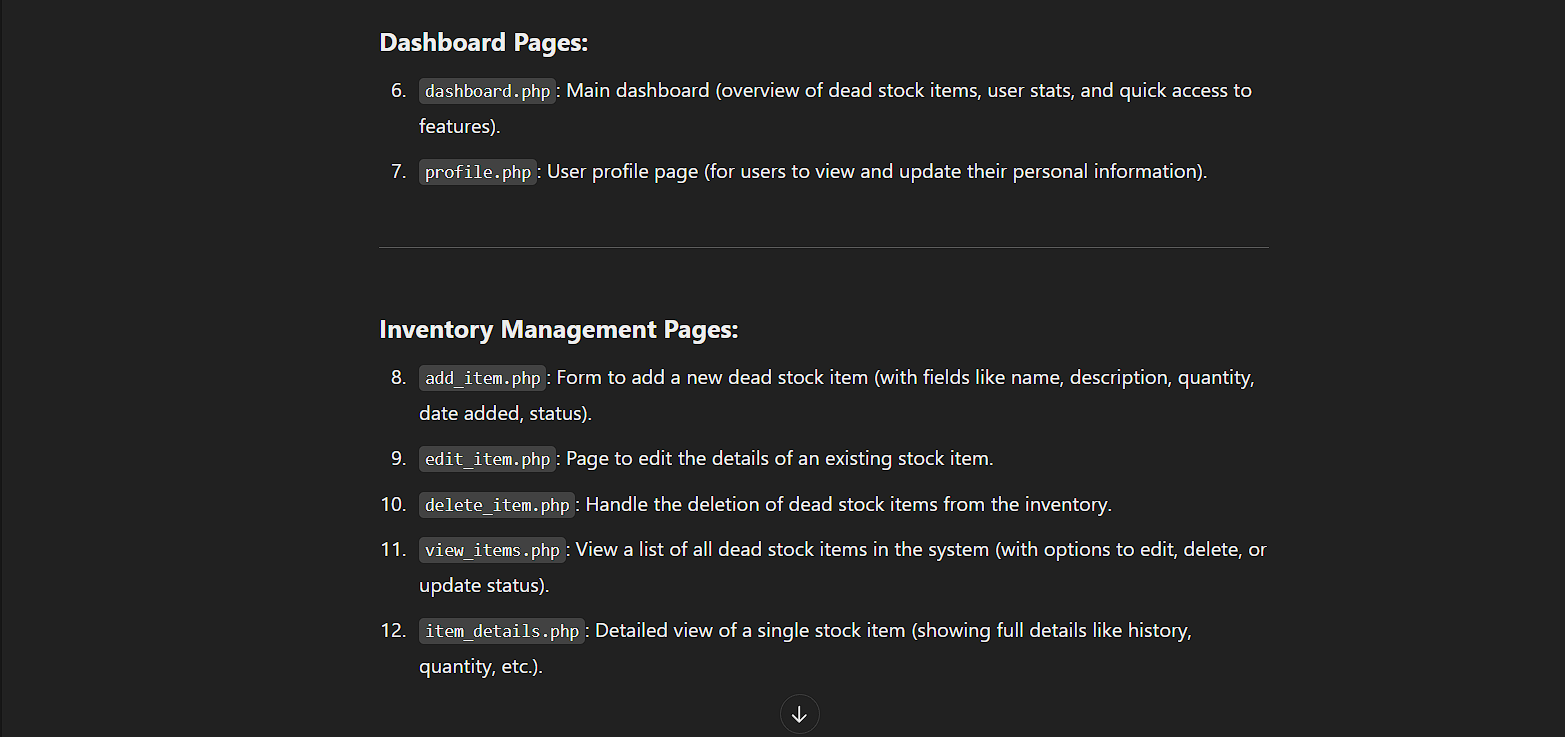 Dashboard Pages:
6. dashboard.php: Main dashboard (overview of dead stock items, user stats, and quick access to
features).
7. profile.php: User profile page (for users to view and update their personal information).
Inventory Management Pages:
8. add_item.php: Form to add a new dead stock item (with fields like name, description, quantity,
date added, status).
9. edit_item.php: Page to edit the details of an existing stock item.
10. delete_item.php: Handle the deletion of dead stock items from the inventory.
11. view_items.php: View a list of all dead stock items in the system (with options to edit, delete, or
update status).
12. item_details.php: Detailed view of a single stock item (showing full details like history,
quantity, etc.).